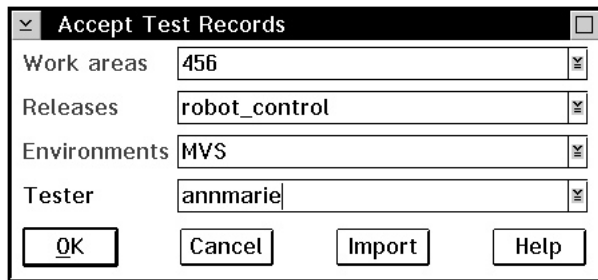 Accept Test Records
Work areas 456
Releases robot_control
Environments MVS
Tester annmarie
OK Cancel Import Help